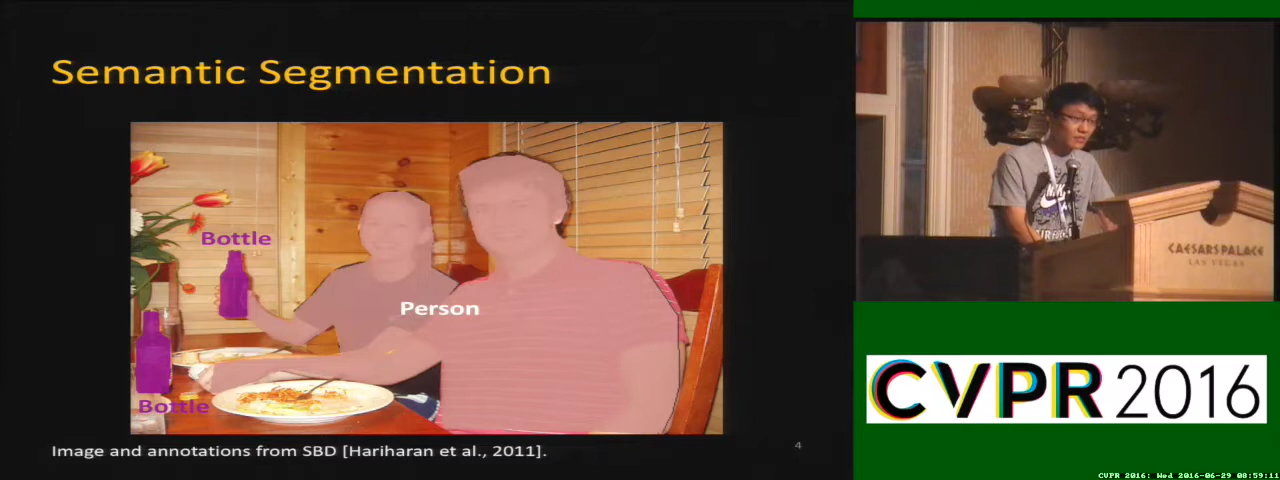 Semantic Segmentation
Bottle
Person
Bottle
Image and annotations from SBD [Hariharan et al., 2011].
4
NIKE
CAESARS PALACE
LAS VEGAS
CVPR 2016
CVPR 2016: Wed 2016-06-29 08:59:11